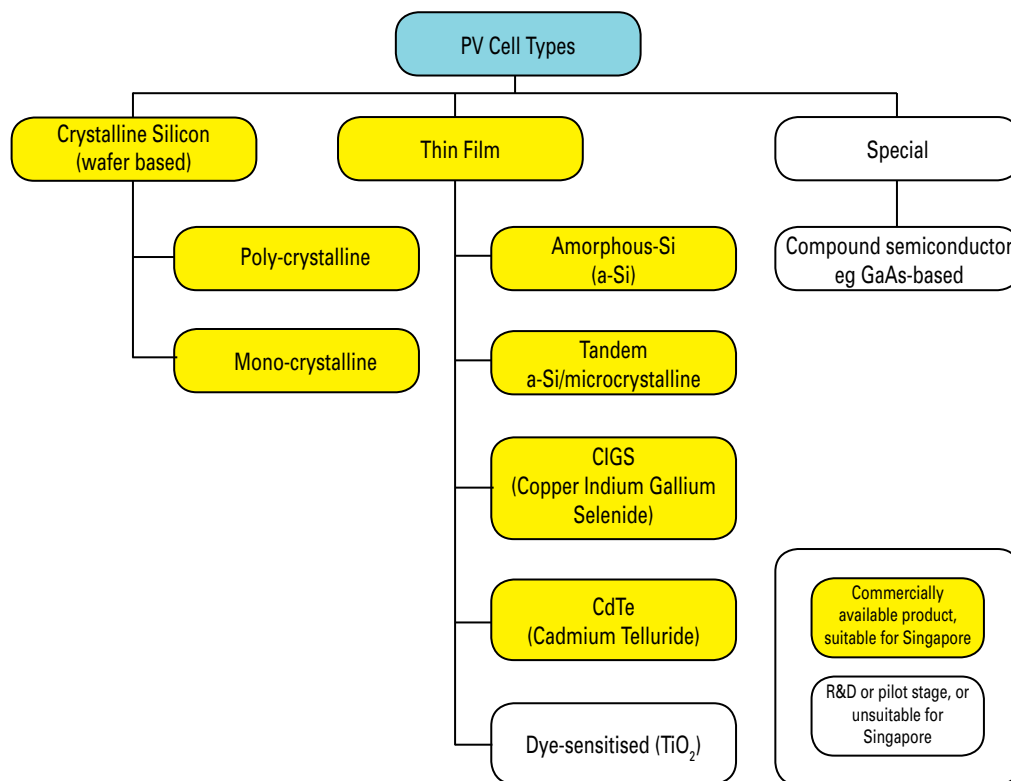 PV Cell Types
Crystalline Silicon
(wafer based)
Thin Film
Special
Poly-crystalline
Mono-crystalline
Amorphous-Si
(a-Si)
Tandem
a-Si/microcrystalline
CIGS
(Copper Indium Gallium
Selenide)
CdTe
(Cadmium Telluride)
Dye-sensitised (TiO₂)
Compound semiconductor
eg GaAs-based
Commercially
available product,
suitable for Singapore
R&D or pilot stage, or
unsuitable for
Singapore